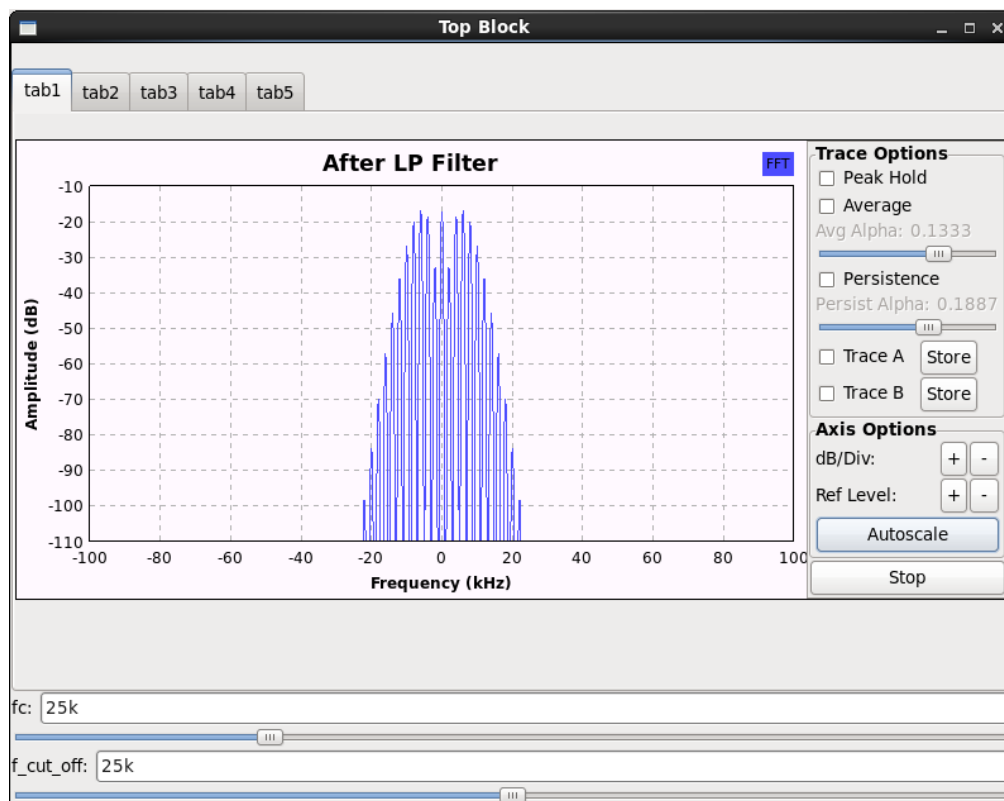 Top Block
tab1 tab2 tab3 tab4 tab5
After LP Filter
FFT
Amplitude (dB)
-10
-20
-30
-40
-50
-60
-70
-80
-90
-100
-110
-100 -80 -60 -40 -20 0 20 40 60 80 100
Frequency (kHz)
Trace Options
Peak Hold
Average
Avg Alpha: 0.1333
Persistence
Persist Alpha: 0.1887
Trace A Store
Trace B Store
Axis Options
dB/Div: + -
Ref Level: + -
Autoscale
Stop
fc: 25k
f_cut_off: 25k